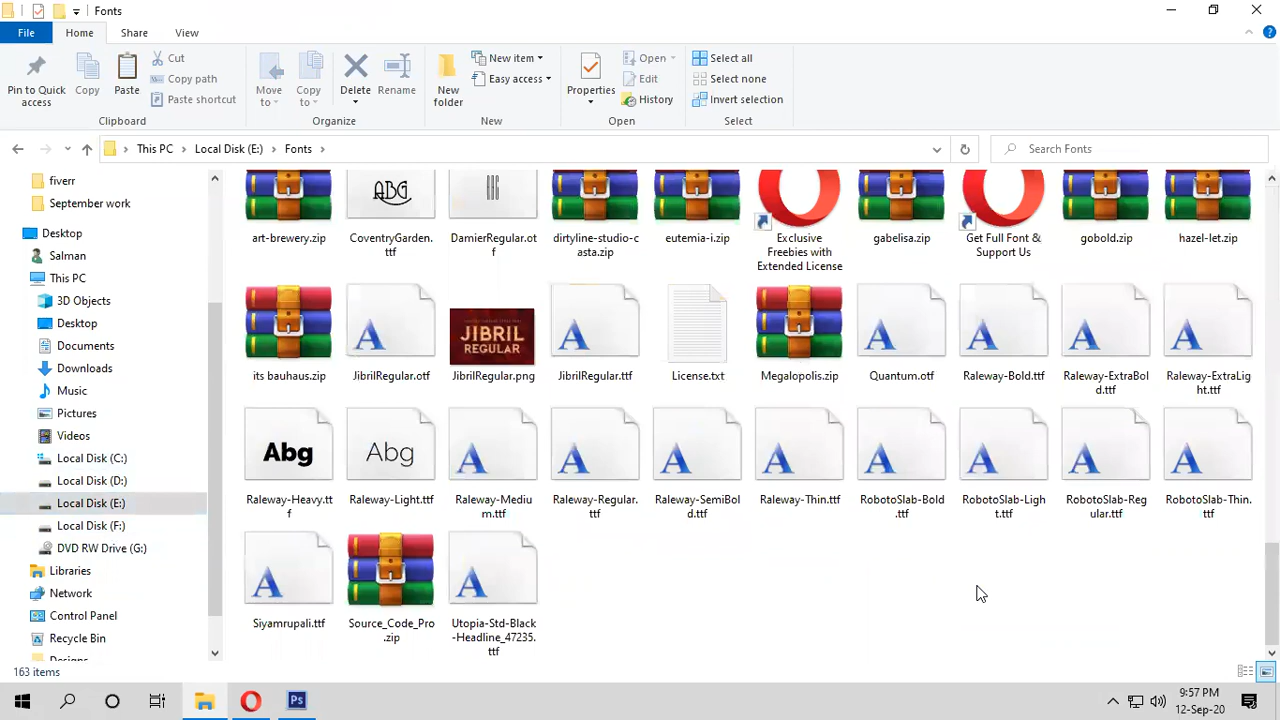 Fonts
File
Home
Share
View
Pin to Quick
access
Copy
Paste
Cut
Copy path
Paste shortcut
Clipboard
Move
to
Copy
to
Delete
Rename
Organize
New
folder
New item
Easy access
New
Properties
Open
Edit
History
Open
Select all
Select none
Invert selection
Select
This PC
Local Disk (E:)
Fonts
Search Fonts
fiverr
September work
Desktop
Salman
This PC
3D Objects
Desktop
Documents
Downloads
Music
Pictures
Videos
Local Disk (C:)
Local Disk (D:)
Local Disk (E:)
Local Disk (F:)
DVD RW Drive (G:)
Libraries
Network
Control Panel
Recycle Bin
Designs
ABG
art-brewery.zip
CoventryGarden.
ttf
DamierRegular.ot
f
dirtyline-studio-c
asta.zip
eutemia-i.zip
Exclusive
Freebies with
Extended License
gabelisa.zip
Get Full Font &
Support Us
gobold.zip
hazel-let.zip
JIBRIL
REGULAR
its bauhaus.zip
JibrilRegular.otf
JibrilRegular.png
JibrilRegular.ttf
License.txt
Megalopolis.zip
Quantum.otf
Raleway-Bold.ttf
Raleway-ExtraBol
d.ttf
Raleway-ExtraLig
ht.ttf
Abg
Abg
Raleway-Heavy.tt
f
Raleway-Light.ttf
Raleway-Mediu
m.ttf
Raleway-Regular.
ttf
Raleway-SemiBol
d.ttf
Raleway-Thin.ttf
RobotoSlab-Bold
.ttf
RobotoSlab-Ligh
t.ttf
RobotoSlab-Reg
ular.ttf
RobotoSlab-Thin.
ttf
Siyamrupali.ttf
Source_Code_Pro
.zip
Utopia-Std-Black
-Headline_47235.
ttf
163 items
Ps
9:57 PM
12-Sep-20